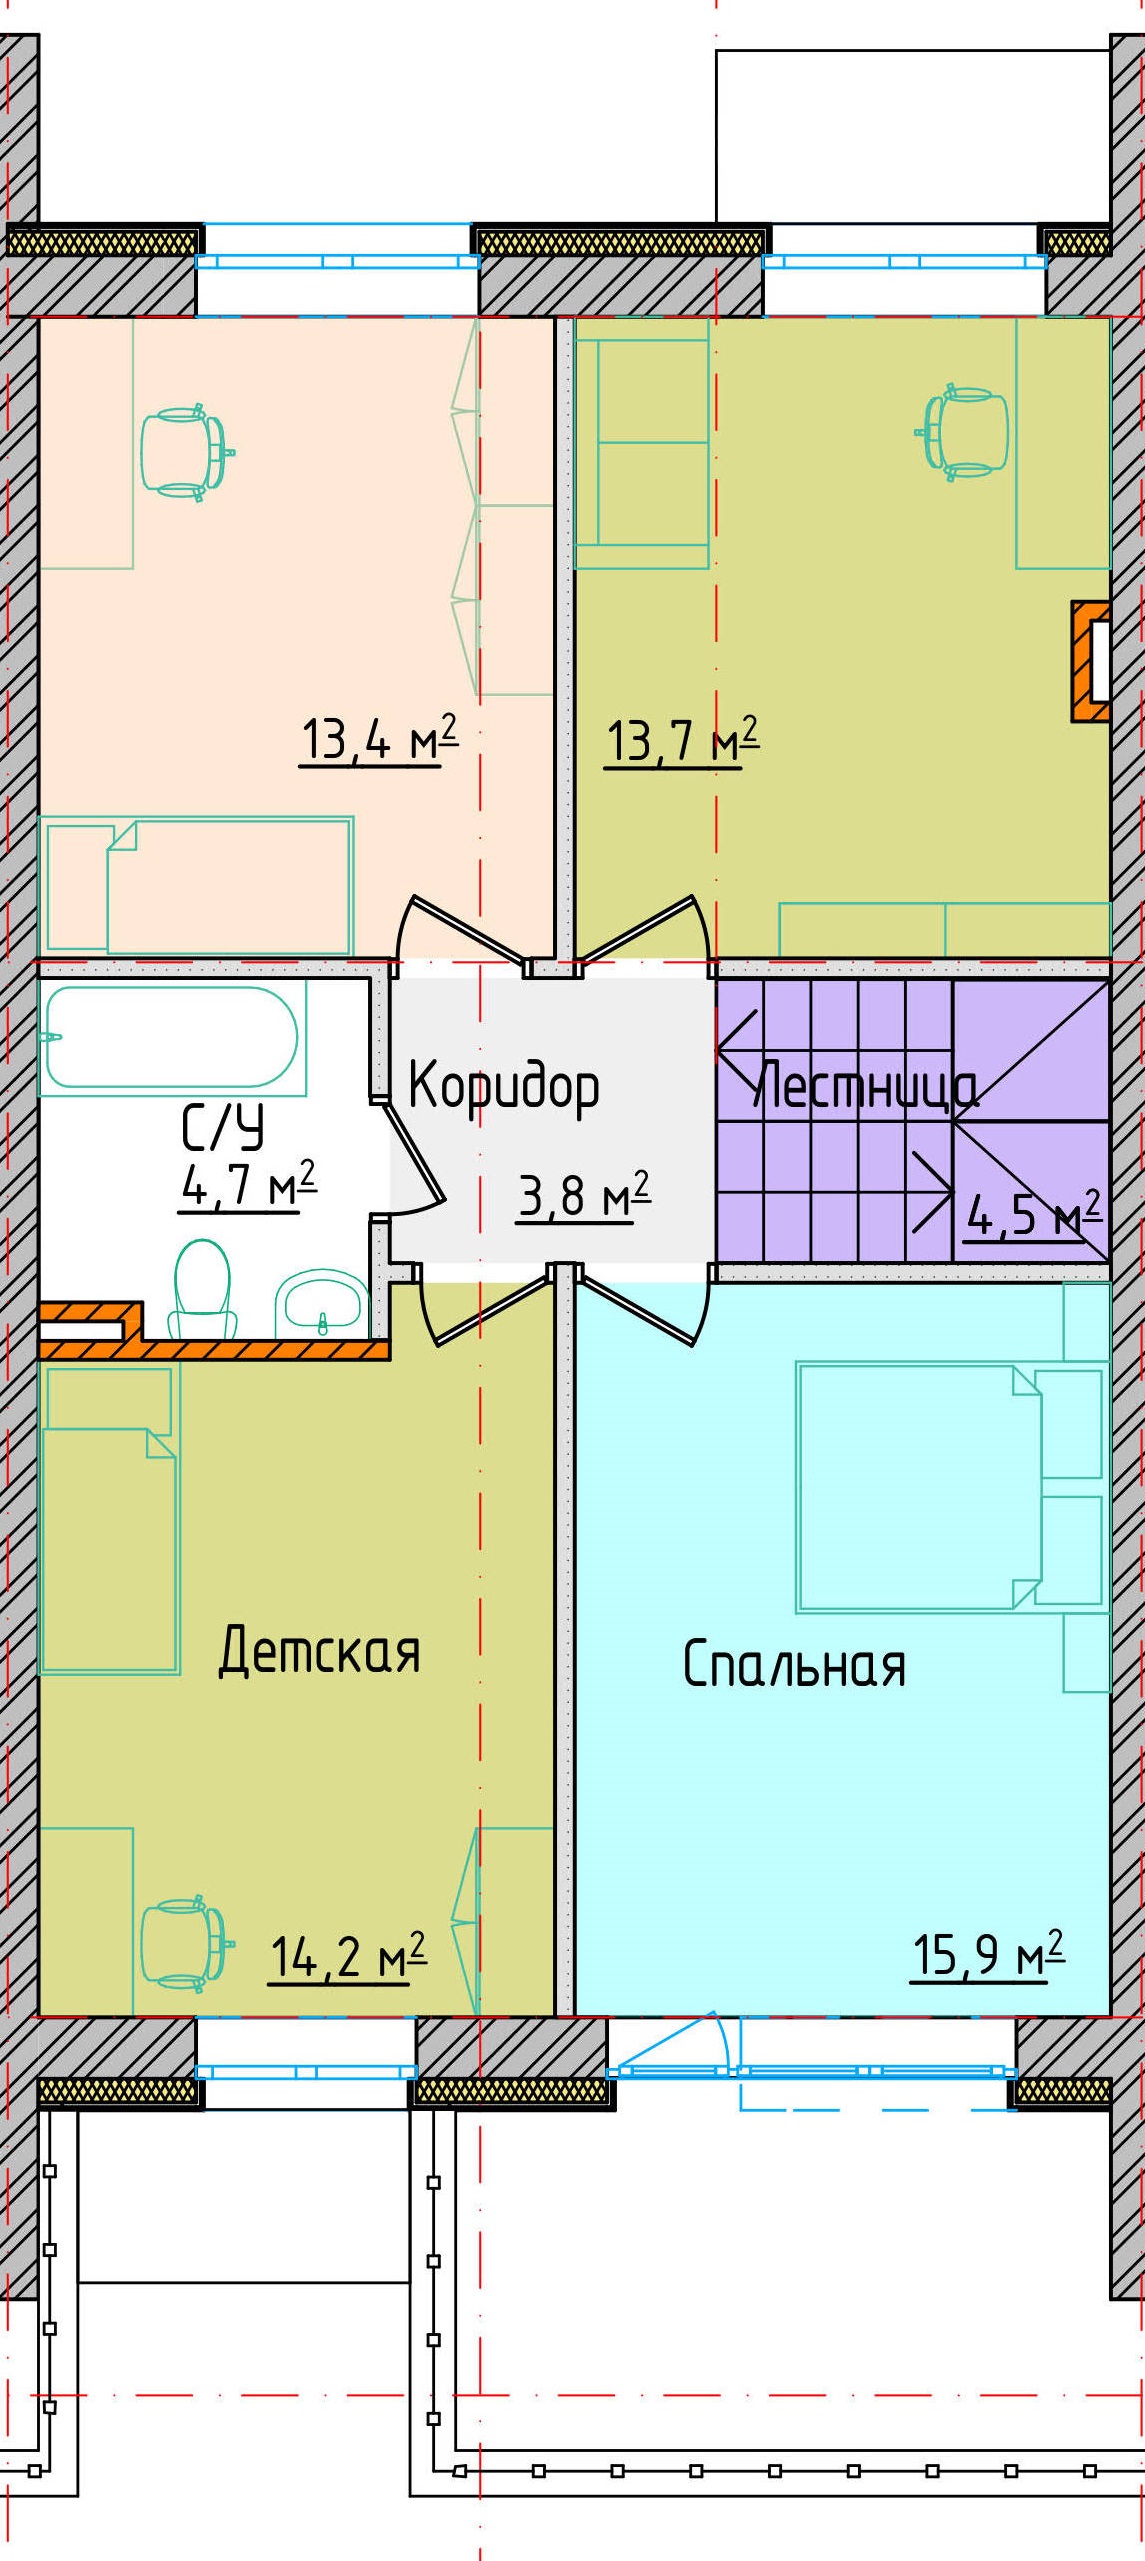 13,4 м²
13,7 м²
Коридор
Лестница
С/У
4,7 м²
3,8 м²
4,5 м²
Детская
Спальная
14,2 м²
15,9 м²